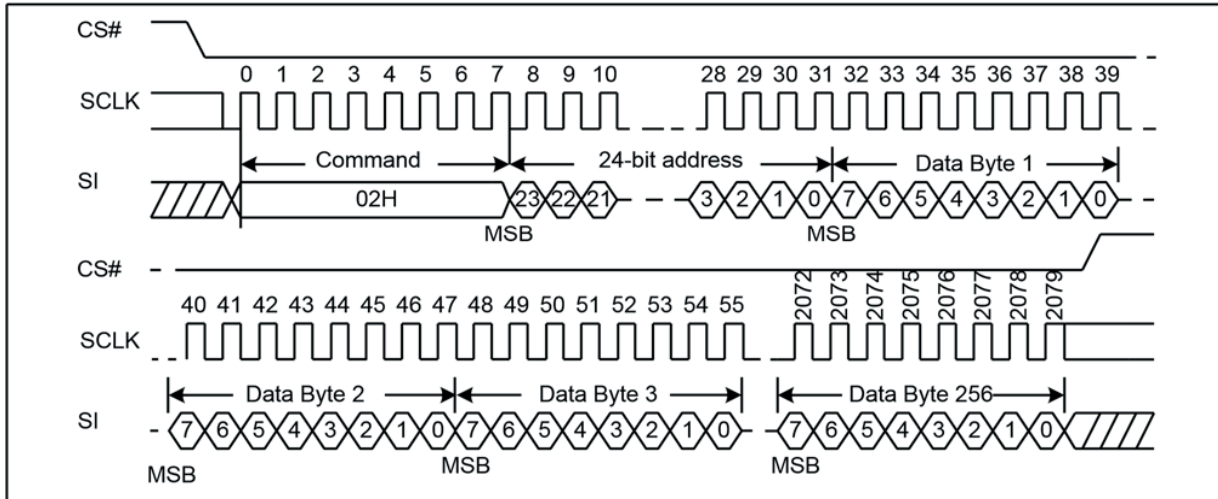 CS#
0 1 2 3 4 5 6 7 8 9 10 28 29 30 31 32 33 34 35 36 37 38 39
SCLK
Command 24-bit address Data Byte 1
SI
02H 23 22 21 3 2 1 0 7 6 5 4 3 2 1 0
MSB MSB
CS#
40 41 42 43 44 45 46 47 48 49 50 51 52 53 54 55 2072 2073 2074 2075 2076 2077 2078 2079
SCLK
Data Byte 2 Data Byte 3 Data Byte 256
SI
7 6 5 4 3 2 1 0 7 6 5 4 3 2 1 0 7 6 5 4 3 2 1 0
MSB MSB MSB